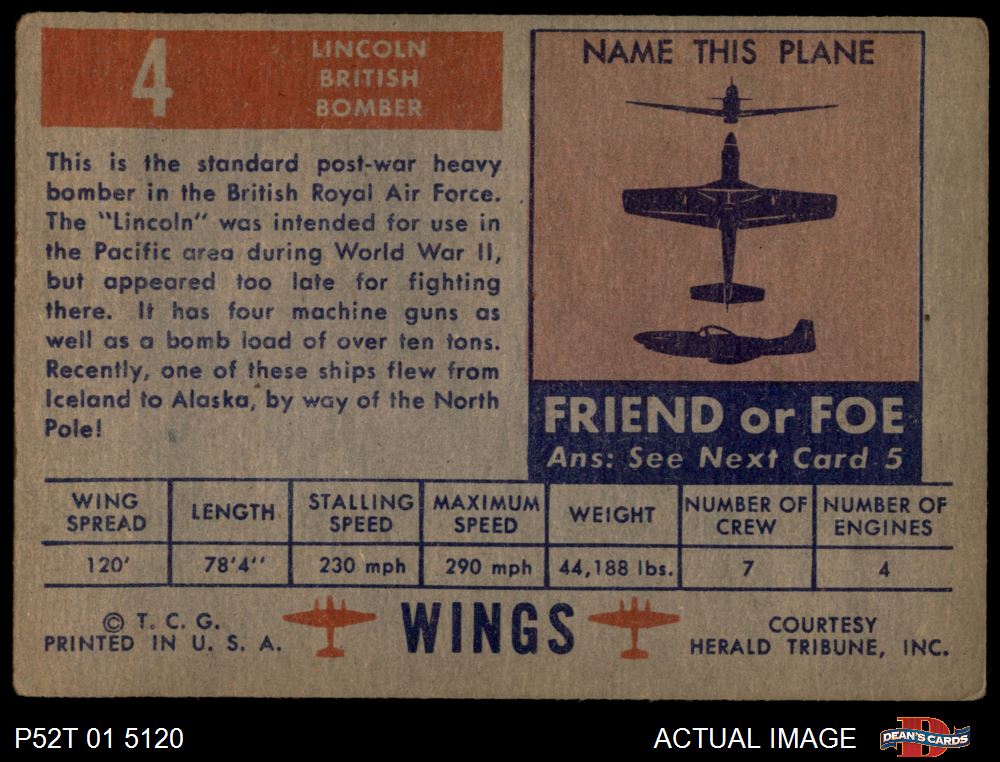 4
LINCOLN
BRITISH
BOMBER
This is the standard post-war heavy
bomber in the British Royal Air Force.
The "Lincoln" was intended for use in
the Pacific area during World War II,
but appeared too late for fighting
there. It has four machine guns as
well as a bomb load of over ten tons.
Recently, one of these ships flew from
Iceland to Alaska, by way of the North
Pole!
NAME THIS PLANE
FRIEND or FOE
Ans: See Next Card 5
WING SPREAD LENGTH STALLING SPEED MAXIMUM SPEED WEIGHT NUMBER OF CREW NUMBER OF ENGINES
120' 78'4" 230 mph 290 mph 44,188 lbs. 7 4
© T. C. G.
PRINTED IN U. S. A.
WINGS
COURTESY
HERALD TRIBUNE, INC.
P52T 01 5120
ACTUAL IMAGE
D
DEAN'S CARDS